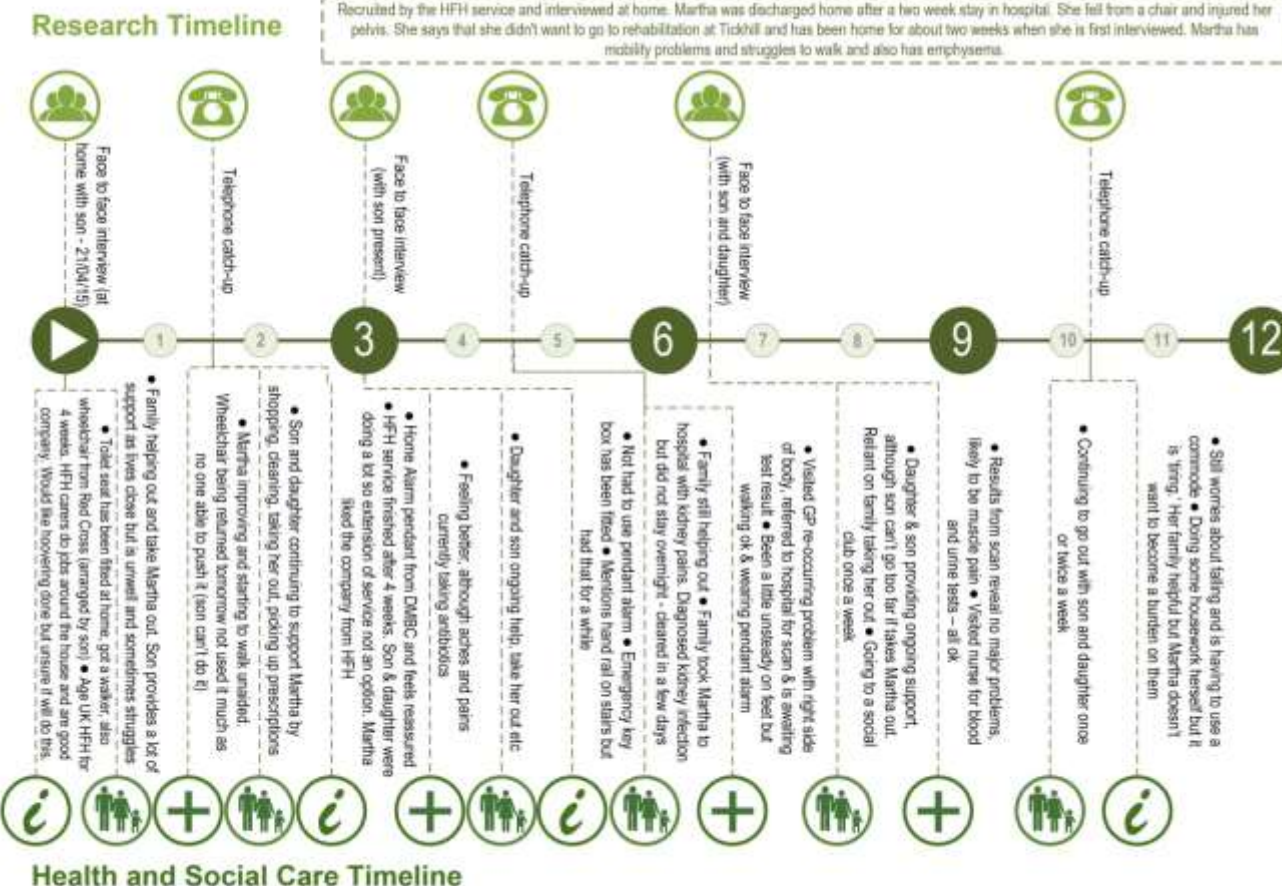 Research Timeline
Recruited by the HFH service and interviewed at home. Martha was discharged home after a two week stay in hospital. She fell from a chair and injured her
pelvis. She says that she didn't want to go to rehabilitation at Tickhill and has been home for about two weeks when she is first interviewed. Martha has
mobility problems and struggles to walk and also has emphysema.
Face to face interview (at
home with son - 21/04/15)
Telephone catch-up
Face to face interview
(with son present)
Telephone catch-up
Face to face interview
(with son and daughter)
Telephone catch-up
1
2
3
4
5
6
7
8
9
10
11
12
● Family helping out and take Martha out. Son provides a lot of
support as lives close but is unwell and sometimes struggles
● Toilet seat has been fitted at home, got a walker, also
wheelchair from Red Cross (arranged by son) ● Age UK HFH for
4 weeks. HFH carers do jobs around the house and are good
company. Would like hoovering done but unsure if will do this.
● Son and daughter continuing to support Martha by
shopping, cleaning, taking her out, picking up prescriptions
● Martha improving and starting to walk unaided.
Wheelchair being returned tomorrow not used it much as
no one able to push it (son can't do it)
● Home Alarm pendant from DMBC and feels reassured
● HFH service finished after 4 weeks. Son & daughter were
doing a lot so extension of service not an option. Martha
liked the company from HFH
● Feeling better, although aches and pains
currently taking antibiotics
● Daughter and son ongoing help, take her out etc
● Not had to use pendant alarm ● Emergency key
box has been fitted ● Mentions hand rail on stairs but
had that for a while
● Family still helping out ● Family took Martha to
hospital with kidney pains. Diagnosed kidney infection
but did not stay overnight - cleared in a few days
● Visited GP re-occurring problem with right side
of body, referred to hospital for scan & is awaiting
test result ● Been a little unsteady on feet but
walking ok & wearing pendant alarm
● Daughter & son providing ongoing support,
although son can't go too far if takes Martha out.
Reliant on family taking her out ● Going to a social
club once a week
● Results from scan reveal no major problems,
likely to be muscle pain ● Visited nurse for blood
and urine tests – all ok
● Continuing to go out with son and daughter once
or twice a week
● Still worries about falling and is having to use a
commode ● Doing some housework herself but it
is 'tiring.' Her family helpful but Martha doesn't
want to become a burden on them
i
i
i
i
Health and Social Care Timeline